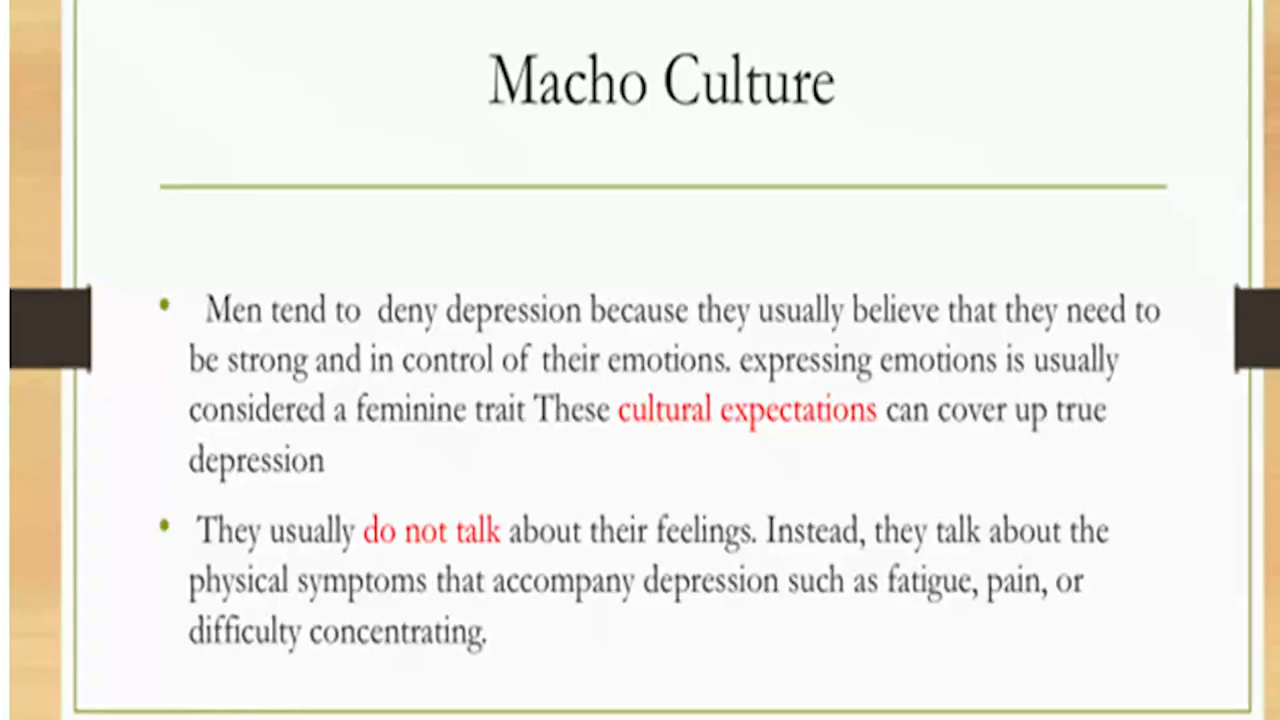 Macho Culture
• Men tend to deny depression because they usually believe that they need to
be strong and in control of their emotions. expressing emotions is usually
considered a feminine trait These cultural expectations can cover up true
depression
• They usually do not talk about their feelings. Instead, they talk about the
physical symptoms that accompany depression such as fatigue, pain, or
difficulty concentrating.